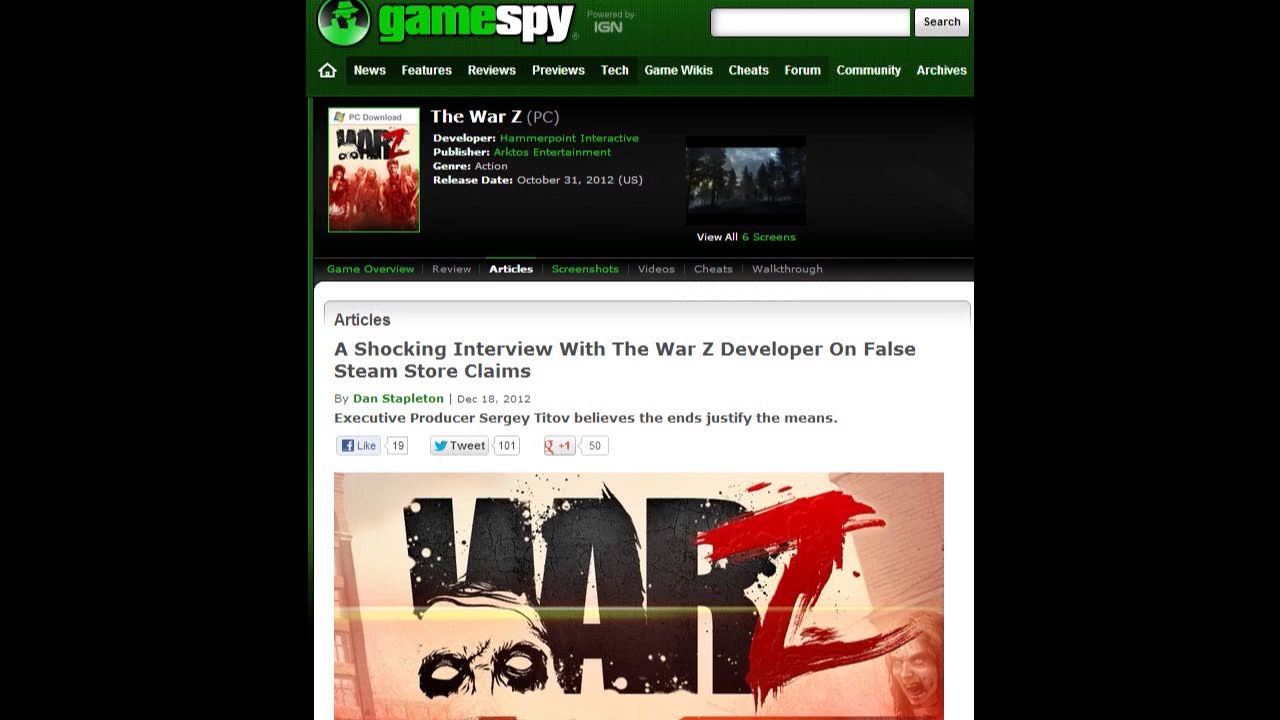 gamespy
Powered by
IGN
Search
News Features Reviews Previews Tech Game Wikis Cheats Forum Community Archives
PC Download
WAR Z
The War Z (PC)
Developer: Hammerpoint Interactive
Publisher: Arktos Entertainment
Genre: Action
Release Date: October 31, 2012 (US)
View All 6 Screens
Game Overview | Review | Articles | Screenshots | Videos | Cheats | Walkthrough
Articles
A Shocking Interview With The War Z Developer On False
Steam Store Claims
By Dan Stapleton | Dec 18, 2012
Executive Producer Sergey Titov believes the ends justify the means.
Like 19 Tweet 101 +1 50
WAR Z